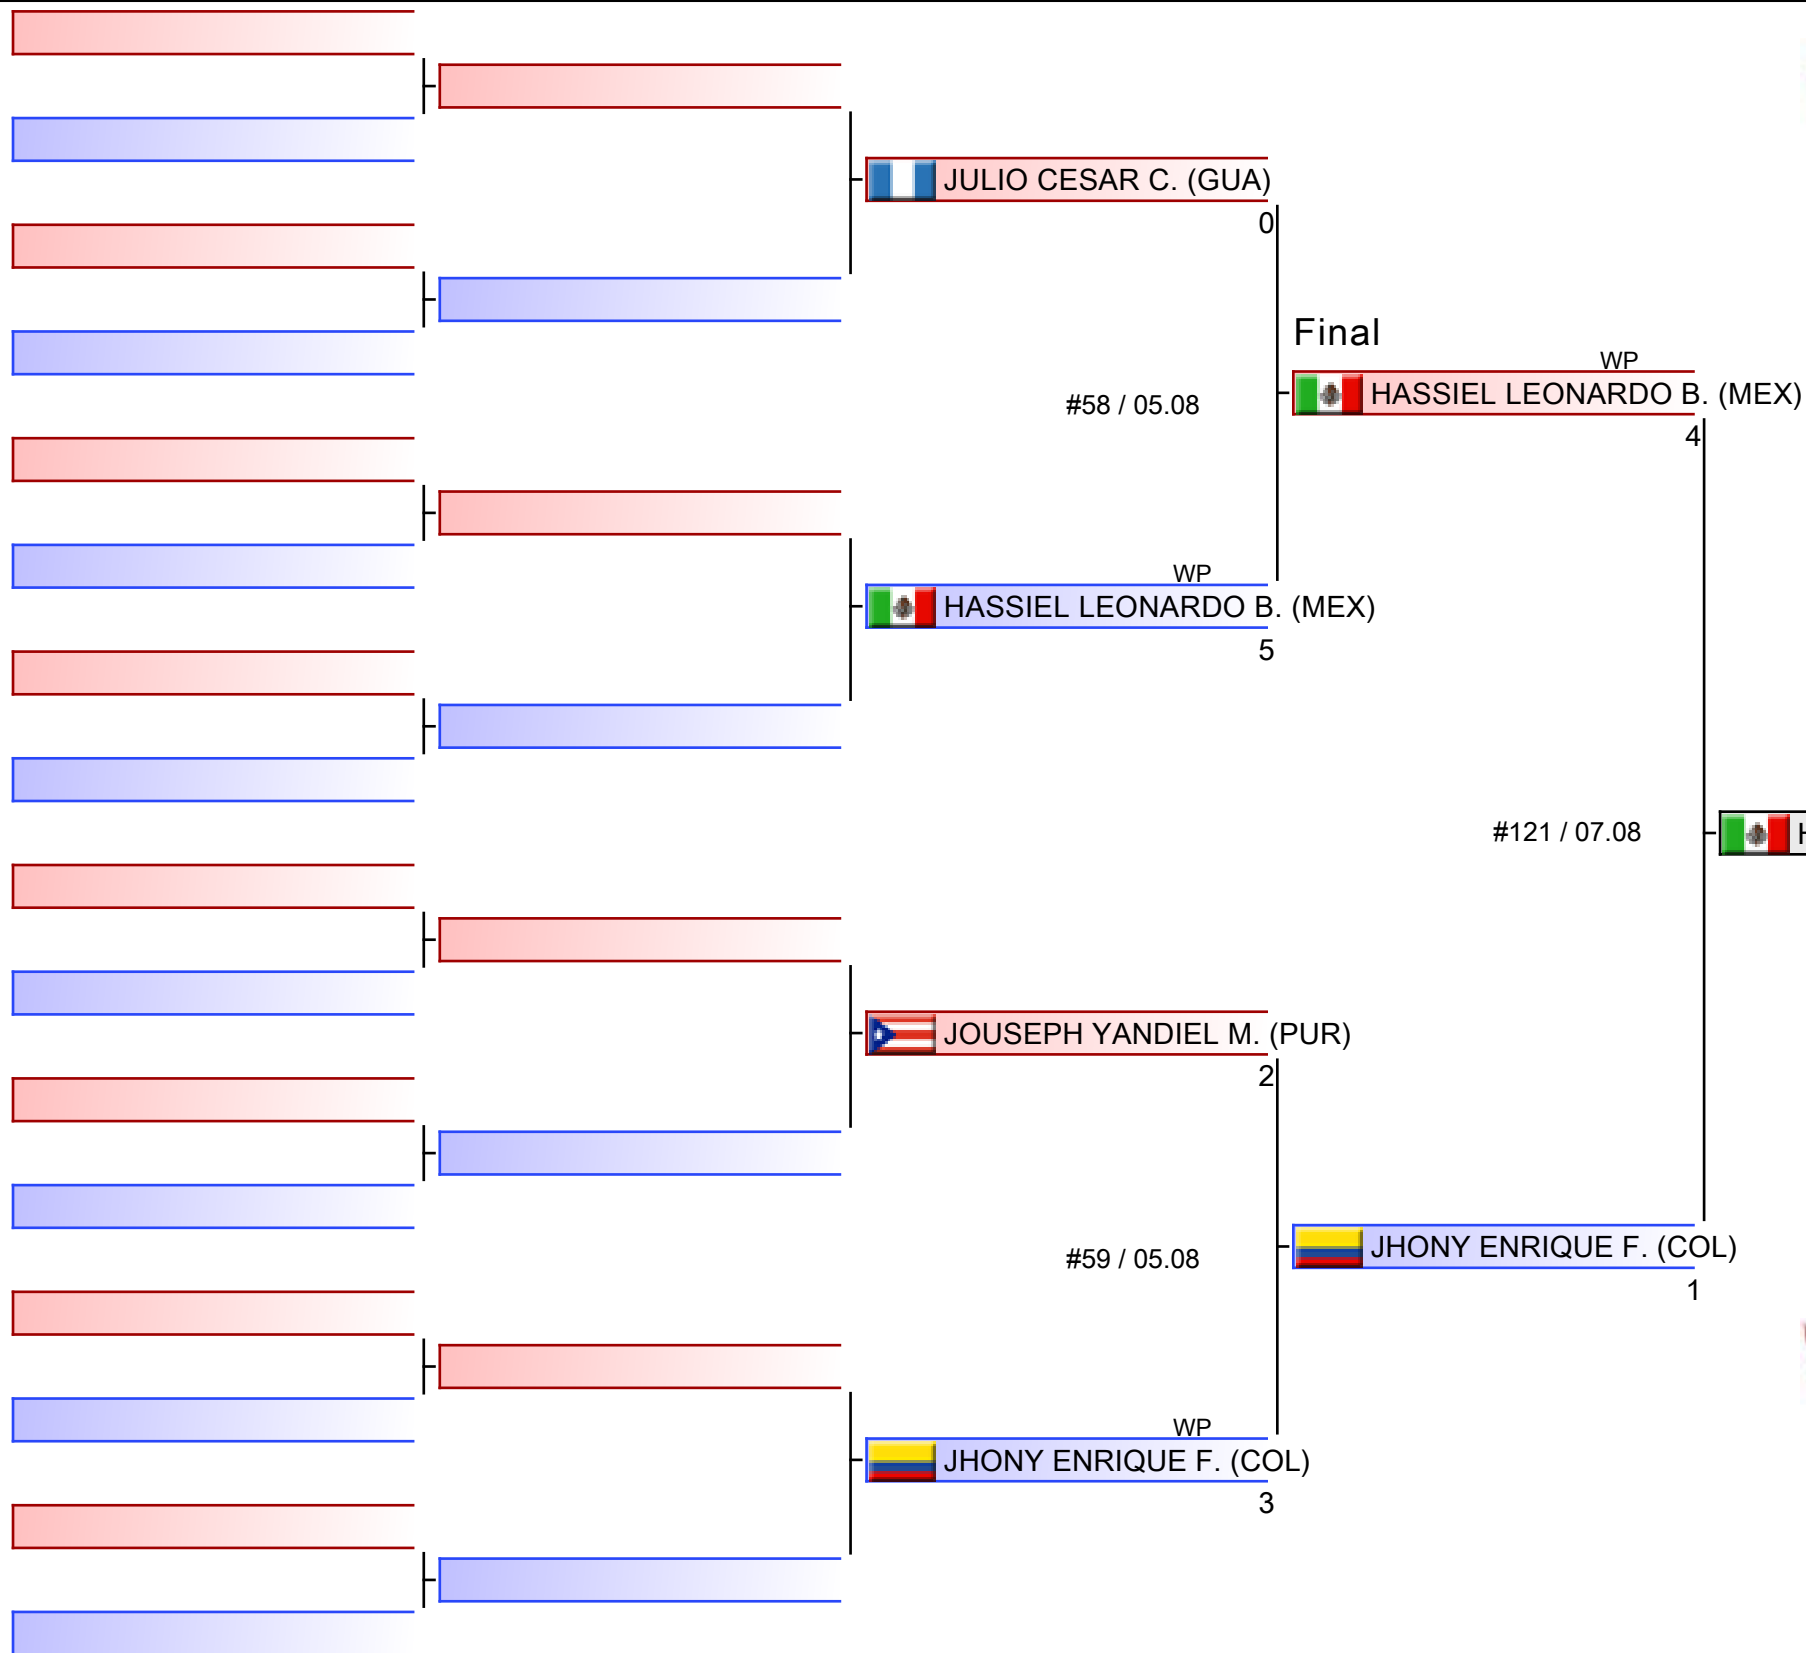 JULIO CESAR C. (GUA)
0
#58 / 05.08
WP
HASSIEL LEONARDO B. (MEX)
5
Final
WP
HASSIEL LEONARDO B. (MEX)
4
#121 / 07.08
JOUSEPH YANDIEL M. (PUR)
2
#59 / 05.08
WP
JHONY ENRIQUE F. (COL)
3
JHONY ENRIQUE F. (COL)
1